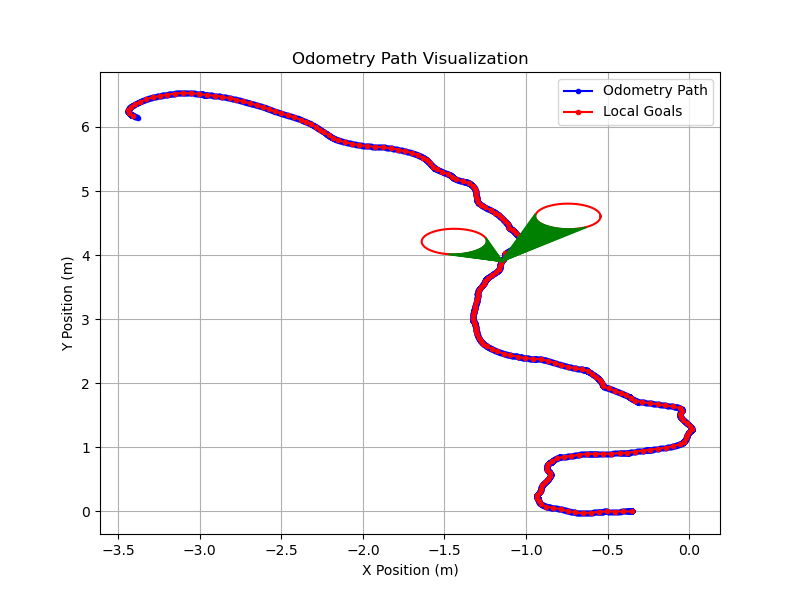 Odometry Path Visualization
Odometry Path
Local Goals
Y Position (m)
6
5
4
3
2
1
0
−3.5 −3.0 −2.5 −2.0 −1.5 −1.0 −0.5 0.0
X Position (m)